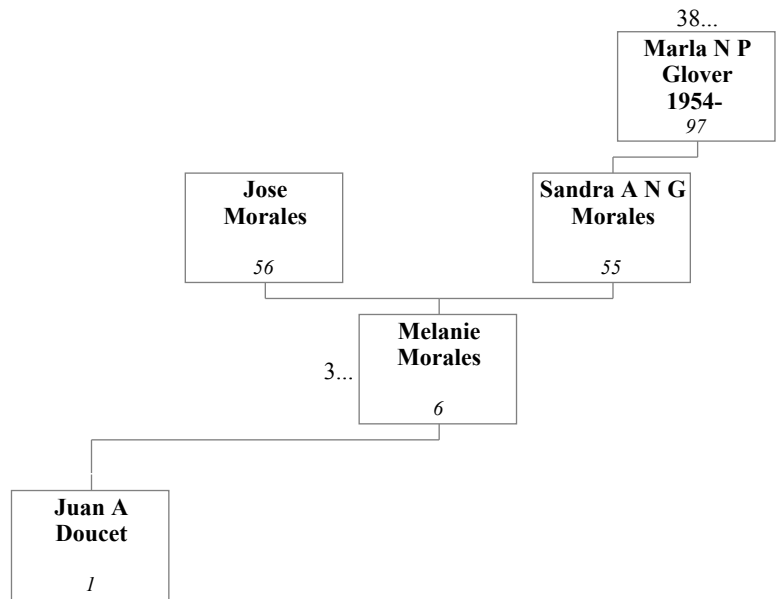 38...
Marla N P
Glover
1954-
97
Jose
Morales
56
Sandra A N G
Morales
55
Melanie
Morales
3...
6
Juan A
Doucet
1